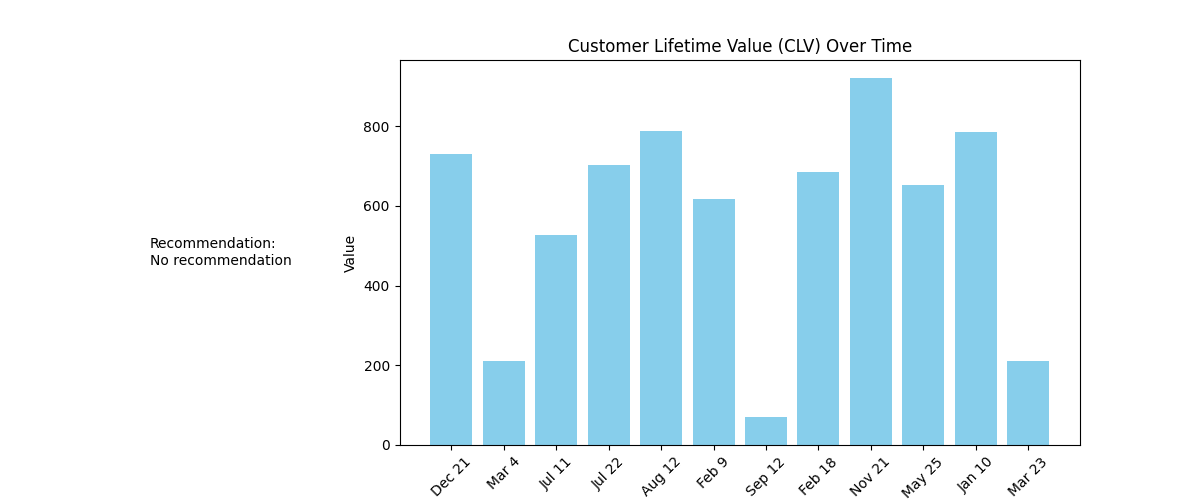 Customer Lifetime Value (CLV) Over Time
800
600
400
200
0
Value
Recommendation:
No recommendation
Dec 21
Mar 4
Jul 11
Jul 22
Aug 12
Feb 9
Sep 12
Feb 18
Nov 21
May 25
Jan 10
Mar 23